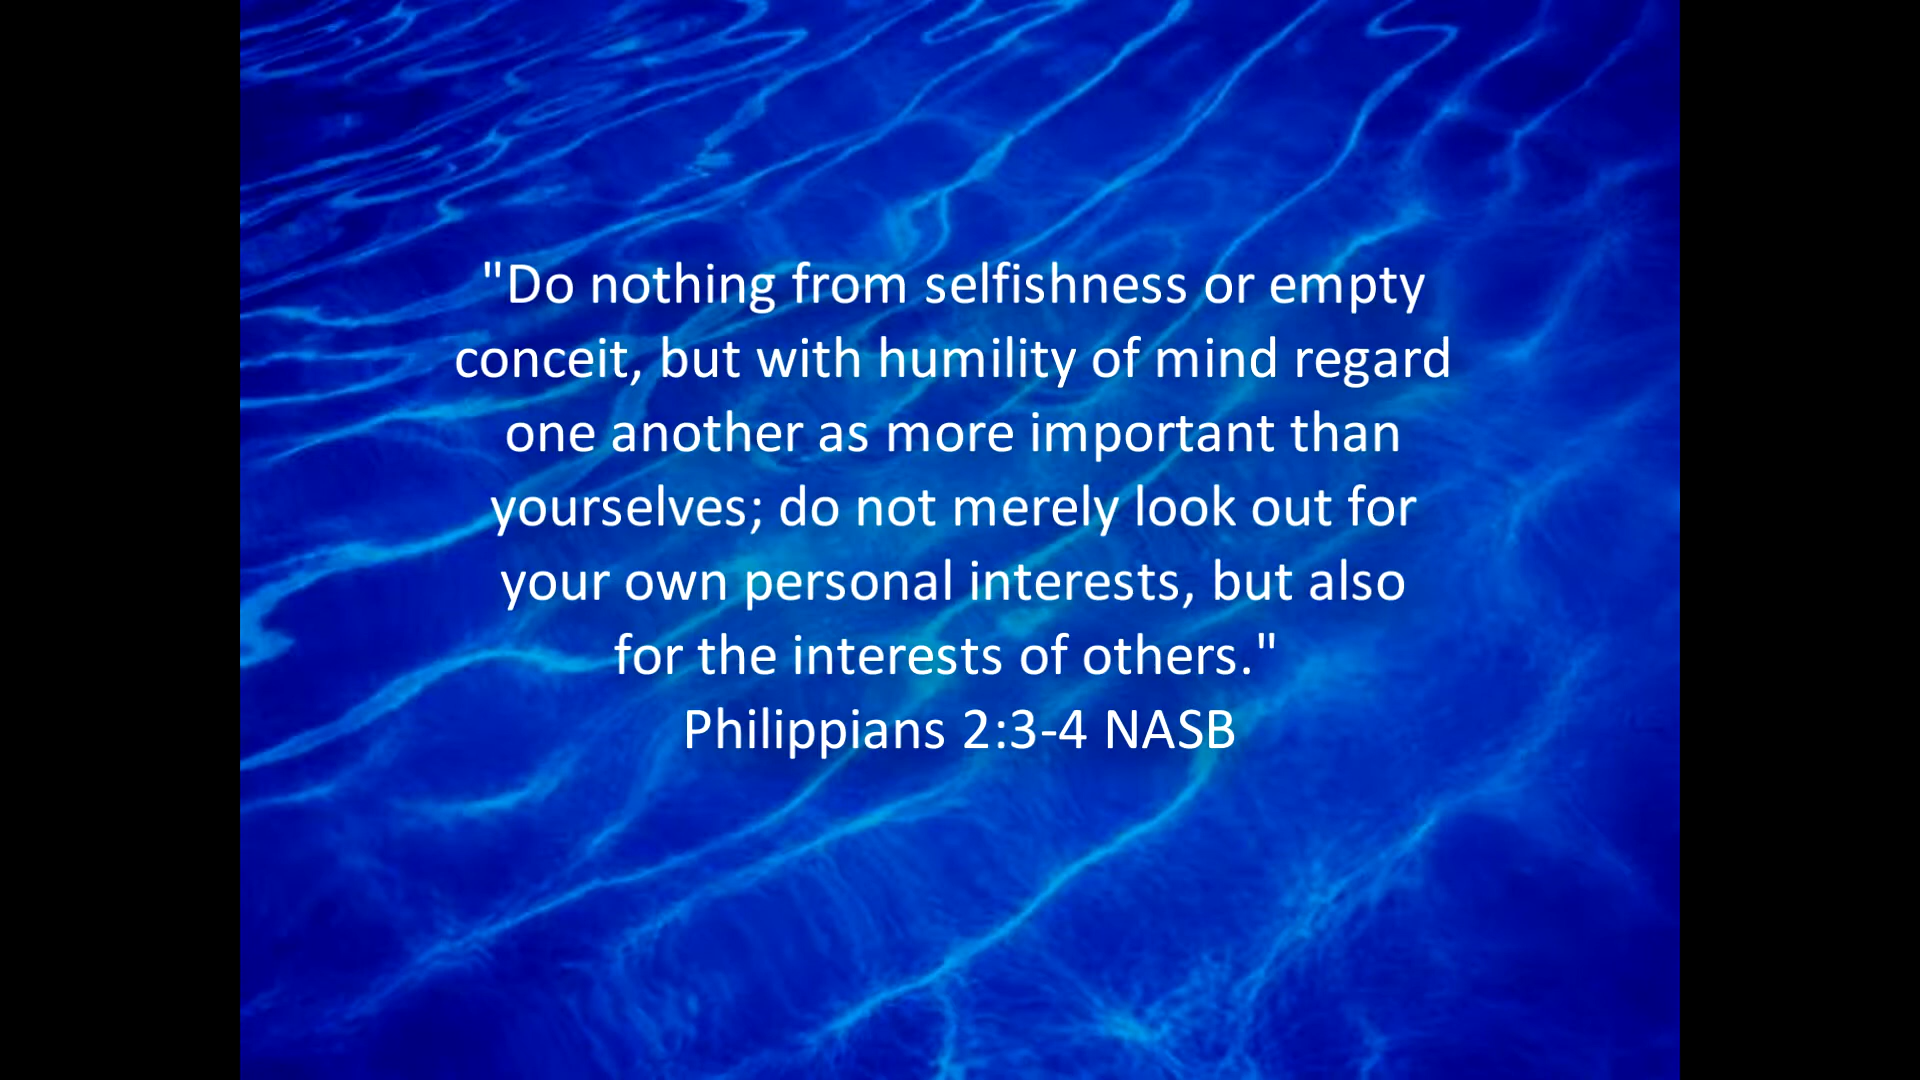 "Do nothing from selfishness or empty
conceit, but with humility of mind regard
one another as more important than
yourselves; do not merely look out for
your own personal interests, but also
for the interests of others."
Philippians 2:3-4 NASB